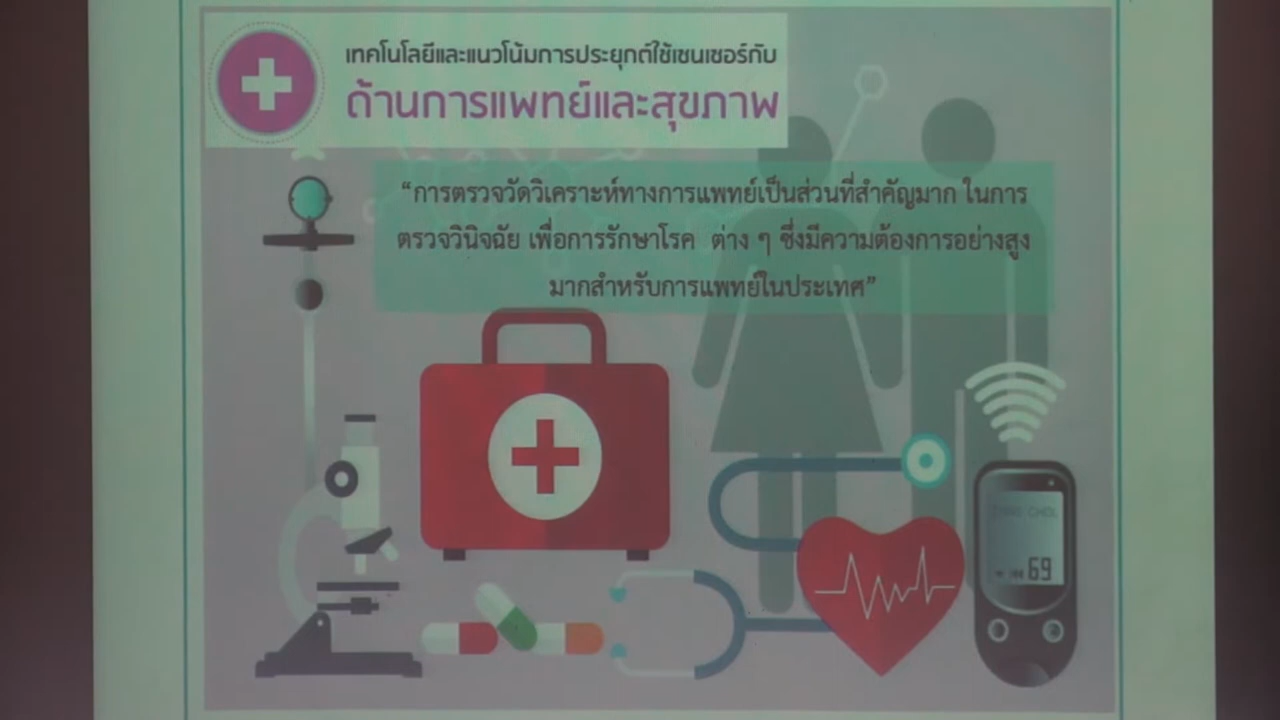 เทคโนโลยีและแนวโน้มการประยุกต์ใช้เซนเซอร์กับ
ด้านการแพทย์และสุขภาพ
“การตรวจวัดวิเคราะห์ทางการแพทย์เป็นส่วนที่สำคัญมาก ในการ
ตรวจวินิจฉัย เพื่อการรักษาโรค ต่าง ๆ ซึ่งมีความต้องการอย่างสูง
มากสำหรับการแพทย์ในประเทศ”
CHOL
69